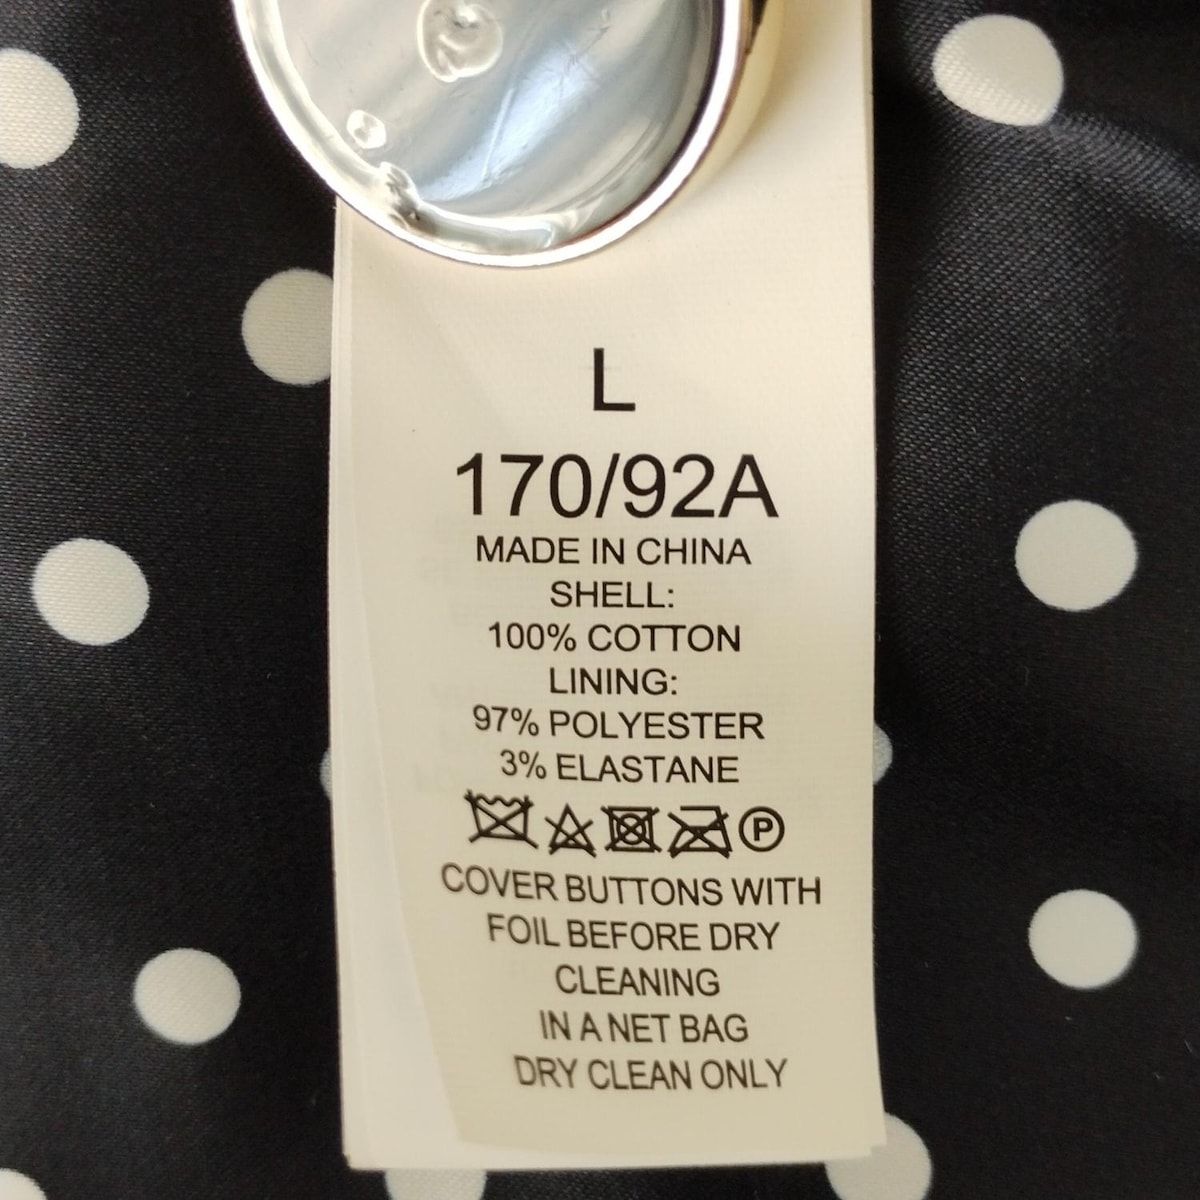 L
170/92A
MADE IN CHINA
SHELL:
100% COTTON
LINING:
97% POLYESTER
3% ELASTANE
P
COVER BUTTONS WITH
FOIL BEFORE DRY
CLEANING
IN A NET BAG
DRY CLEAN ONLY